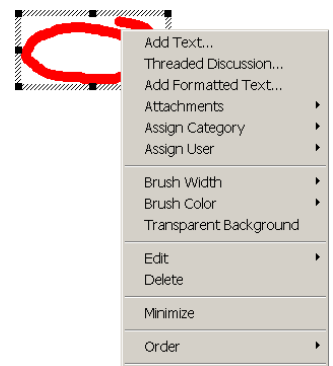 Add Text...
Threaded Discussion...
Add Formatted Text...
Attachments
Assign Category
Assign User
Brush Width
Brush Color
Transparent Background
Edit
Delete
Minimize
Order